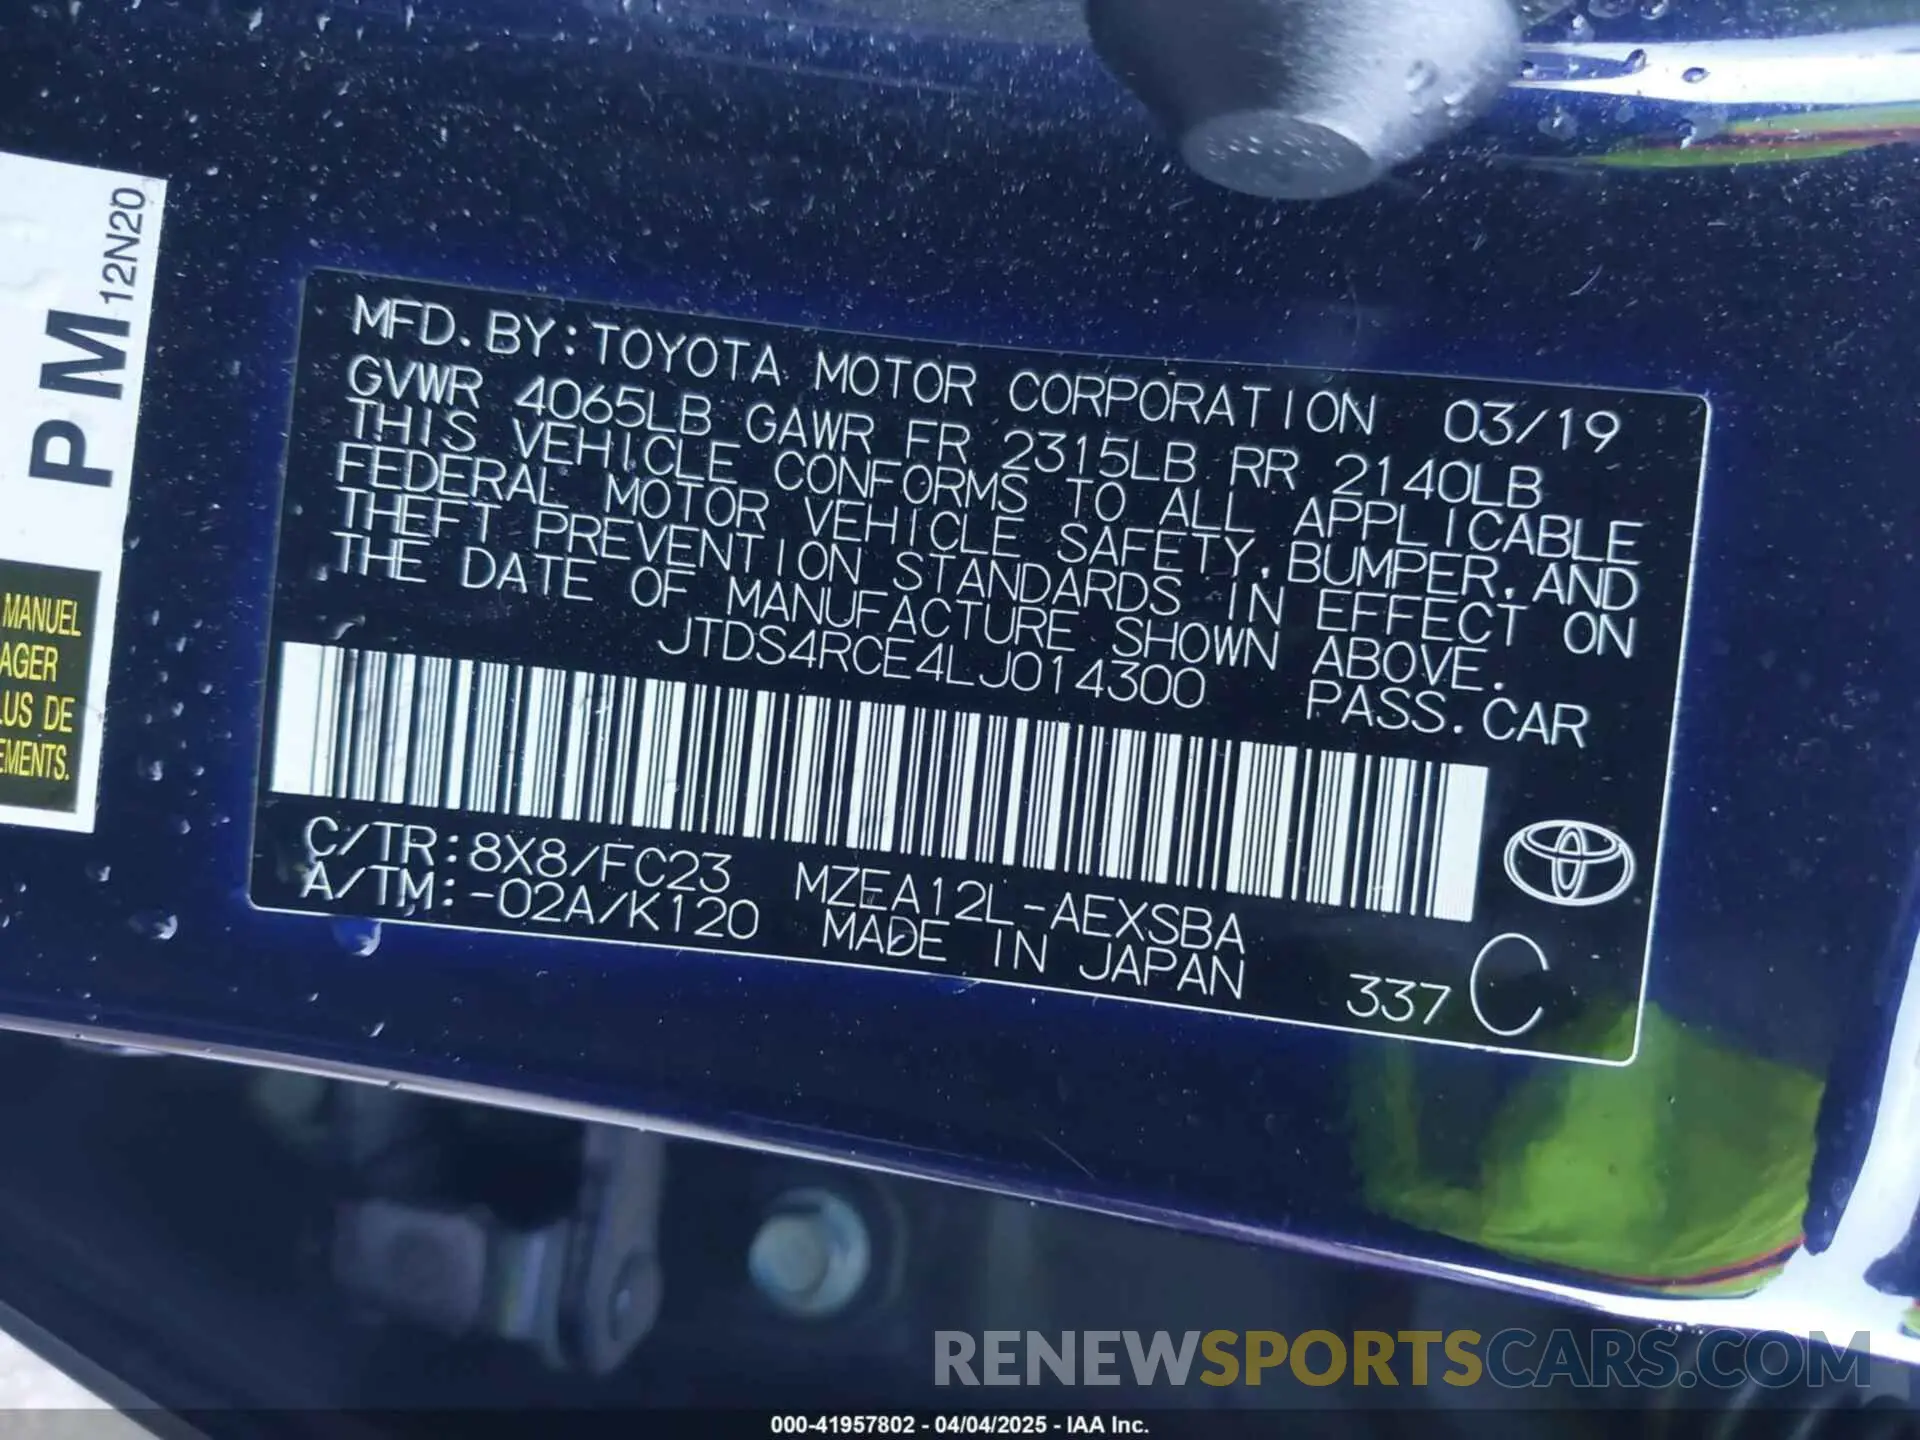 12N20
PM
MANUEL
AGER
LUS DE
EMENTS.
MFD. BY: TOYOTA MOTOR CORPORATION 03/19
GVWR 4065LB GAWR FR 2315LB RR 2140LB
THIS VEHICLE CONFORMS TO ALL APPLICABLE
FEDERAL MOTOR VEHICLE SAFETY, BUMPER, AND
THEFT PREVENTION STANDARDS IN EFFECT ON
THE DATE OF MANUFACTURE SHOWN ABOVE.
JTDS4RCE4LJ014300 PASS. CAR
C/TR: 8X8/FC23 MZEA12L-AEXSBA
A/TM: -02A/K120 MADE IN JAPAN 337 C
RENEWSPORTSCARS.COM
000-41957802 - 04/04/2025 - IAA Inc.